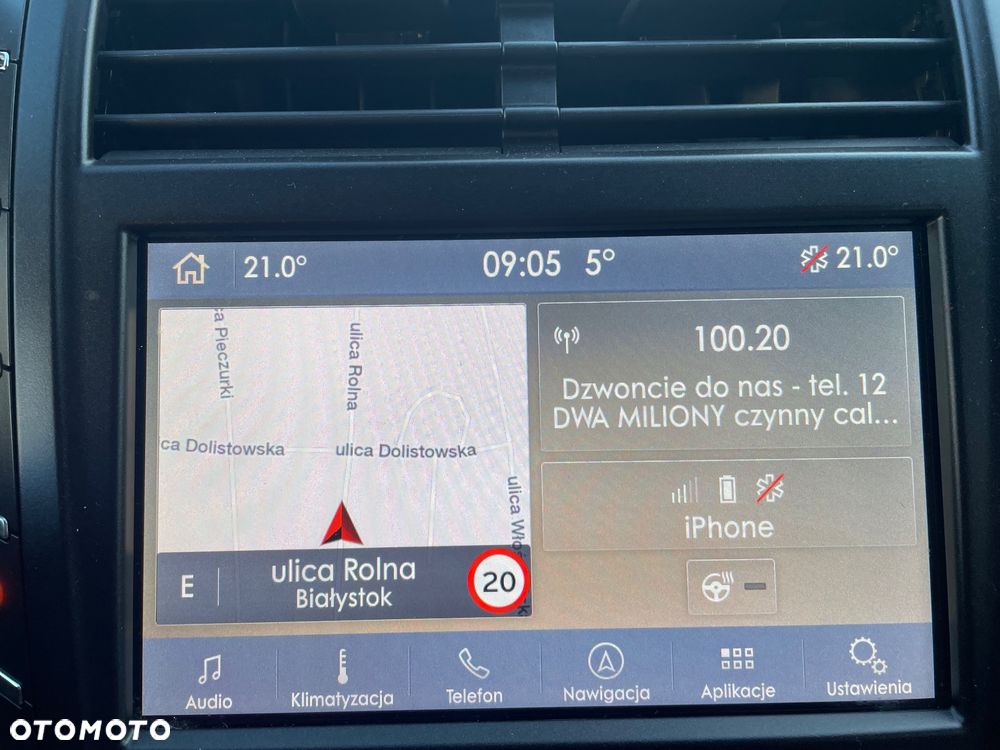 21.0°
09:05 5°
21.0°
ca Pieczurki
ulica Rolna
ca Dolistowska
ulica Dolistowska
E
ulica Rolna
Białystok
20
100.20
Dzwoncie do nas - tel. 12
DWA MILIONY czynny cal...
iPhone
Audio
Klimatyzacja
Telefon
Nawigacja
Aplikacje
Ustawienia
OTOMOTO